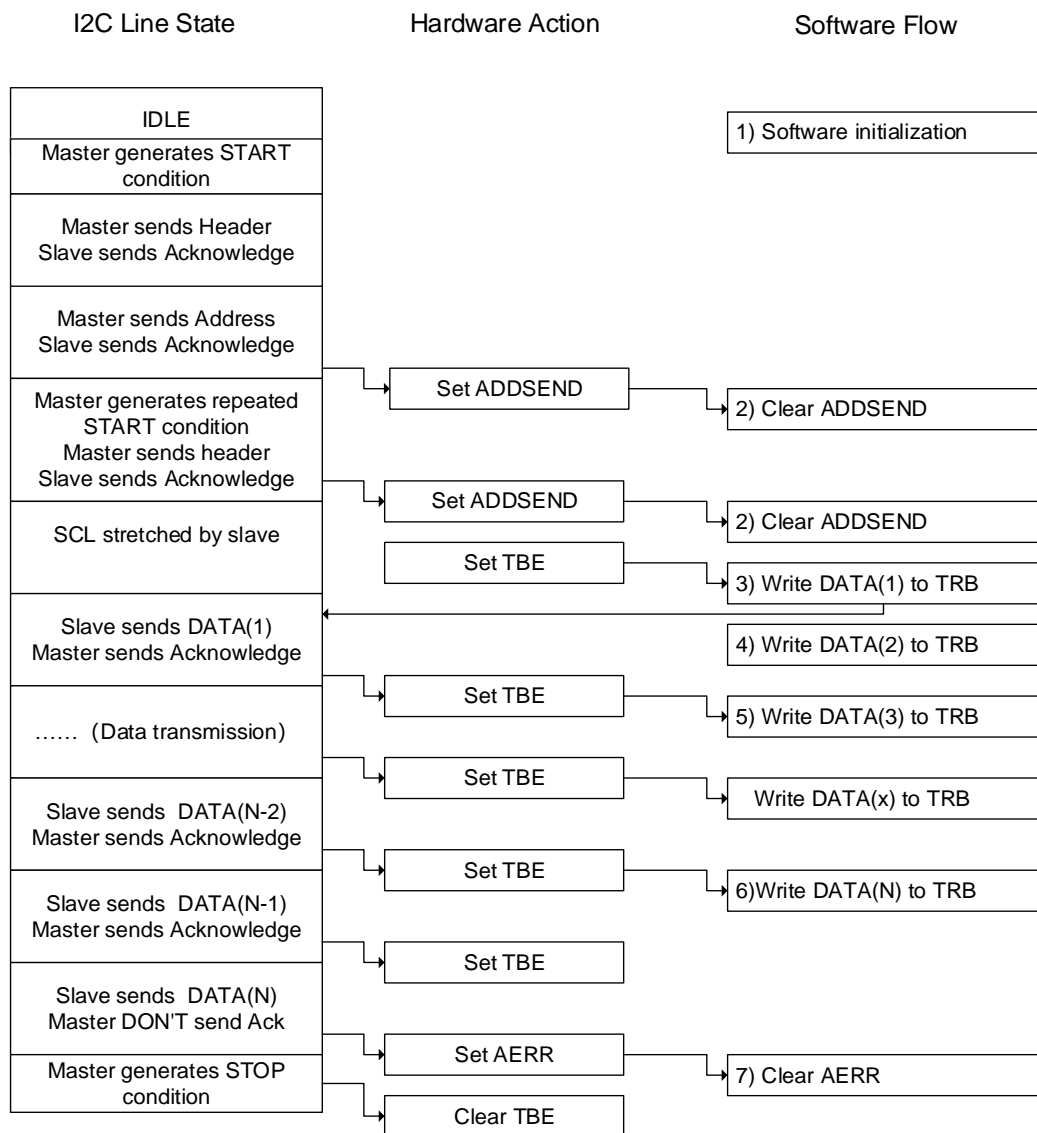 I2C Line State
Hardware Action
Software Flow
IDLE
1) Software initialization
Master generates START
condition
Master sends Header
Slave sends Acknowledge
Master sends Address
Slave sends Acknowledge
Set ADDSEND
2) Clear ADDSEND
Master generates repeated
START condition
Master sends header
Slave sends Acknowledge
Set ADDSEND
2) Clear ADDSEND
SCL stretched by slave
Set TBE
3) Write DATA(1) to TRB
Slave sends DATA(1)
Master sends Acknowledge
4) Write DATA(2) to TRB
Set TBE
5) Write DATA(3) to TRB
...... (Data transmission)
Set TBE
Write DATA(x) to TRB
Slave sends DATA(N-2)
Master sends Acknowledge
Set TBE
6)Write DATA(N) to TRB
Slave sends DATA(N-1)
Master sends Acknowledge
Set TBE
Slave sends DATA(N)
Master DON'T send Ack
Set AERR
7) Clear AERR
Master generates STOP
condition
Clear TBE